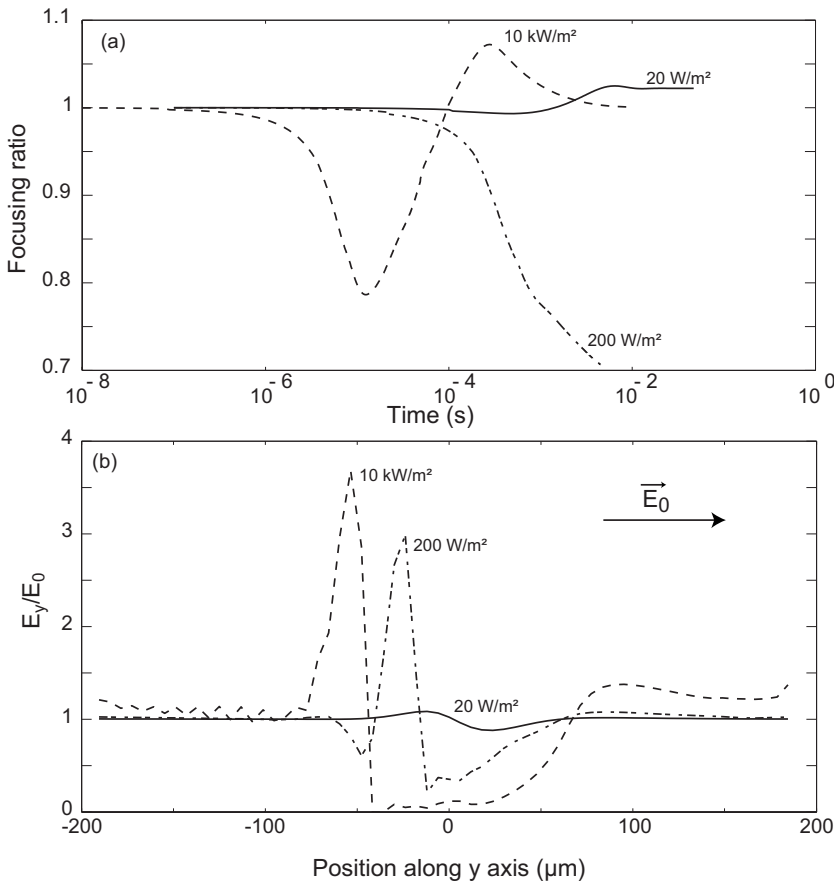 (a)
1.1
1
0.9
0.8
0.7
Focusing ratio
10 kW/m²
20 W/m²
200 W/m²
10⁻⁸
10⁻⁶
10⁻⁴
10⁻²
10⁰
Time (s)
(b)
4
3
2
1
0
E_y/E_0
10 kW/m²
200 W/m²
20 W/m²
E_0
-200
-100
0
100
200
Position along y axis (µm)